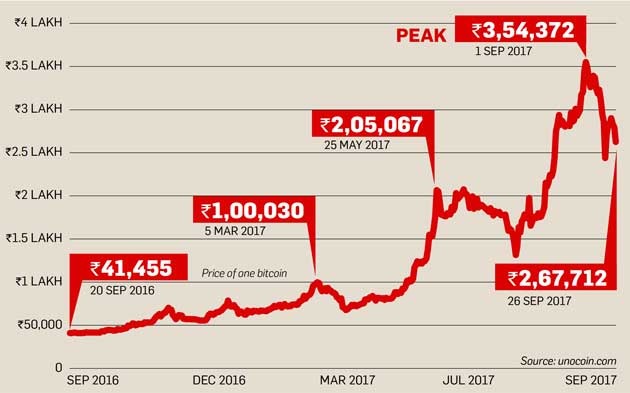 ₹4 LAKH
₹3.5 LAKH
₹3 LAKH
₹2.5 LAKH
₹2 LAKH
₹1.5 LAKH
₹1 LAKH
₹50,000
0
PEAK ₹3,54,372
1 SEP 2017
₹2,05,067
25 MAY 2017
₹1,00,030
5 MAR 2017
₹41,455
20 SEP 2016
Price of one bitcoin
₹2,67,712
26 SEP 2017
Source: unocoin.com
SEP 2016 DEC 2016 MAR 2017 JUL 2017 SEP 2017